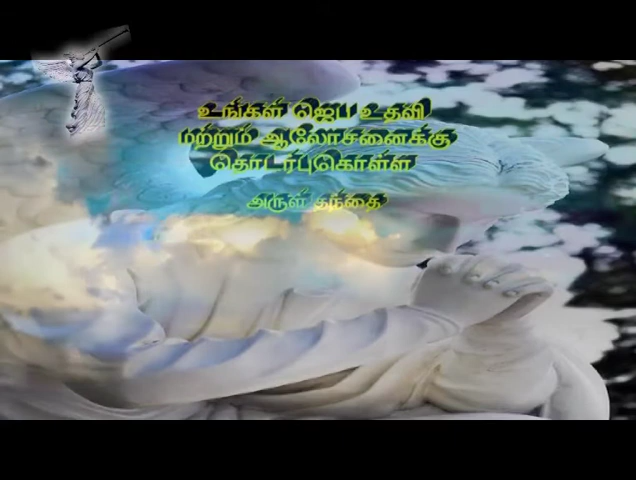 உங்கள் ஜெப உதவி
மற்றும் ஆலோசனைக்கு
தொடர்புகொள்ள
அருள் தந்தை